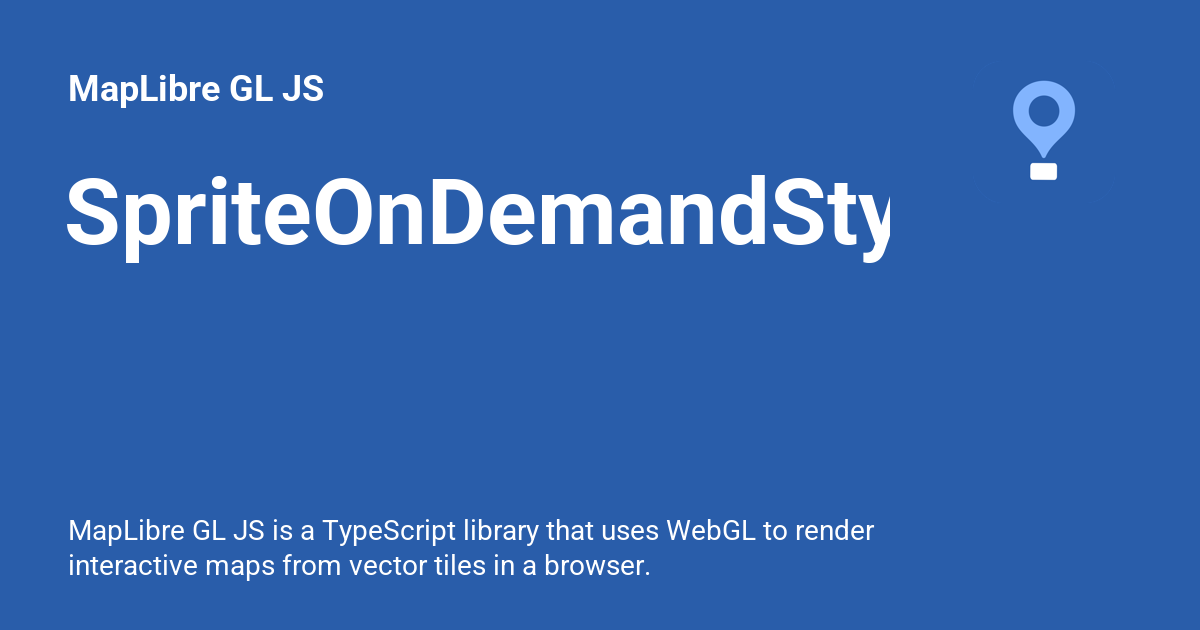 MapLibre GL JS
SpriteOnDemandSty
MapLibre GL JS is a TypeScript library that uses WebGL to render
interactive maps from vector tiles in a browser.